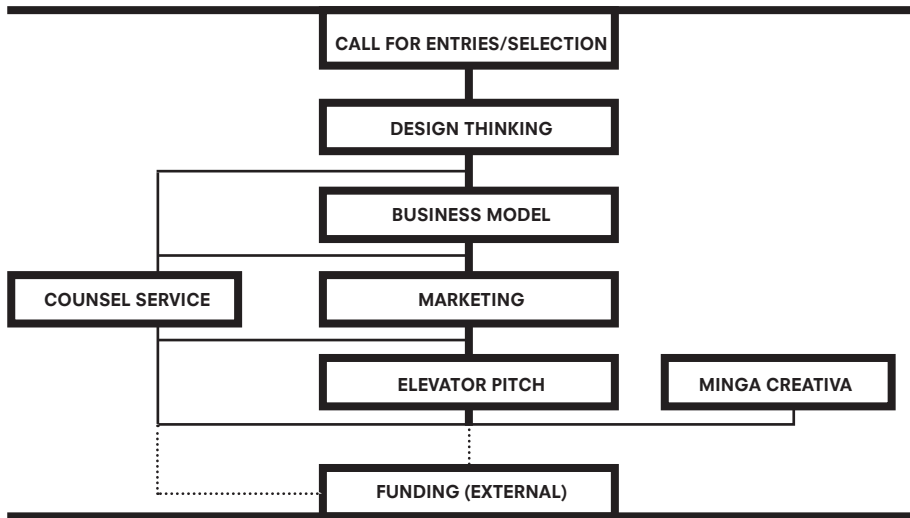 CALL FOR ENTRIES/SELECTION
DESIGN THINKING
BUSINESS MODEL
COUNSEL SERVICE
MARKETING
ELEVATOR PITCH
MINGA CREATIVA
FUNDING (EXTERNAL)